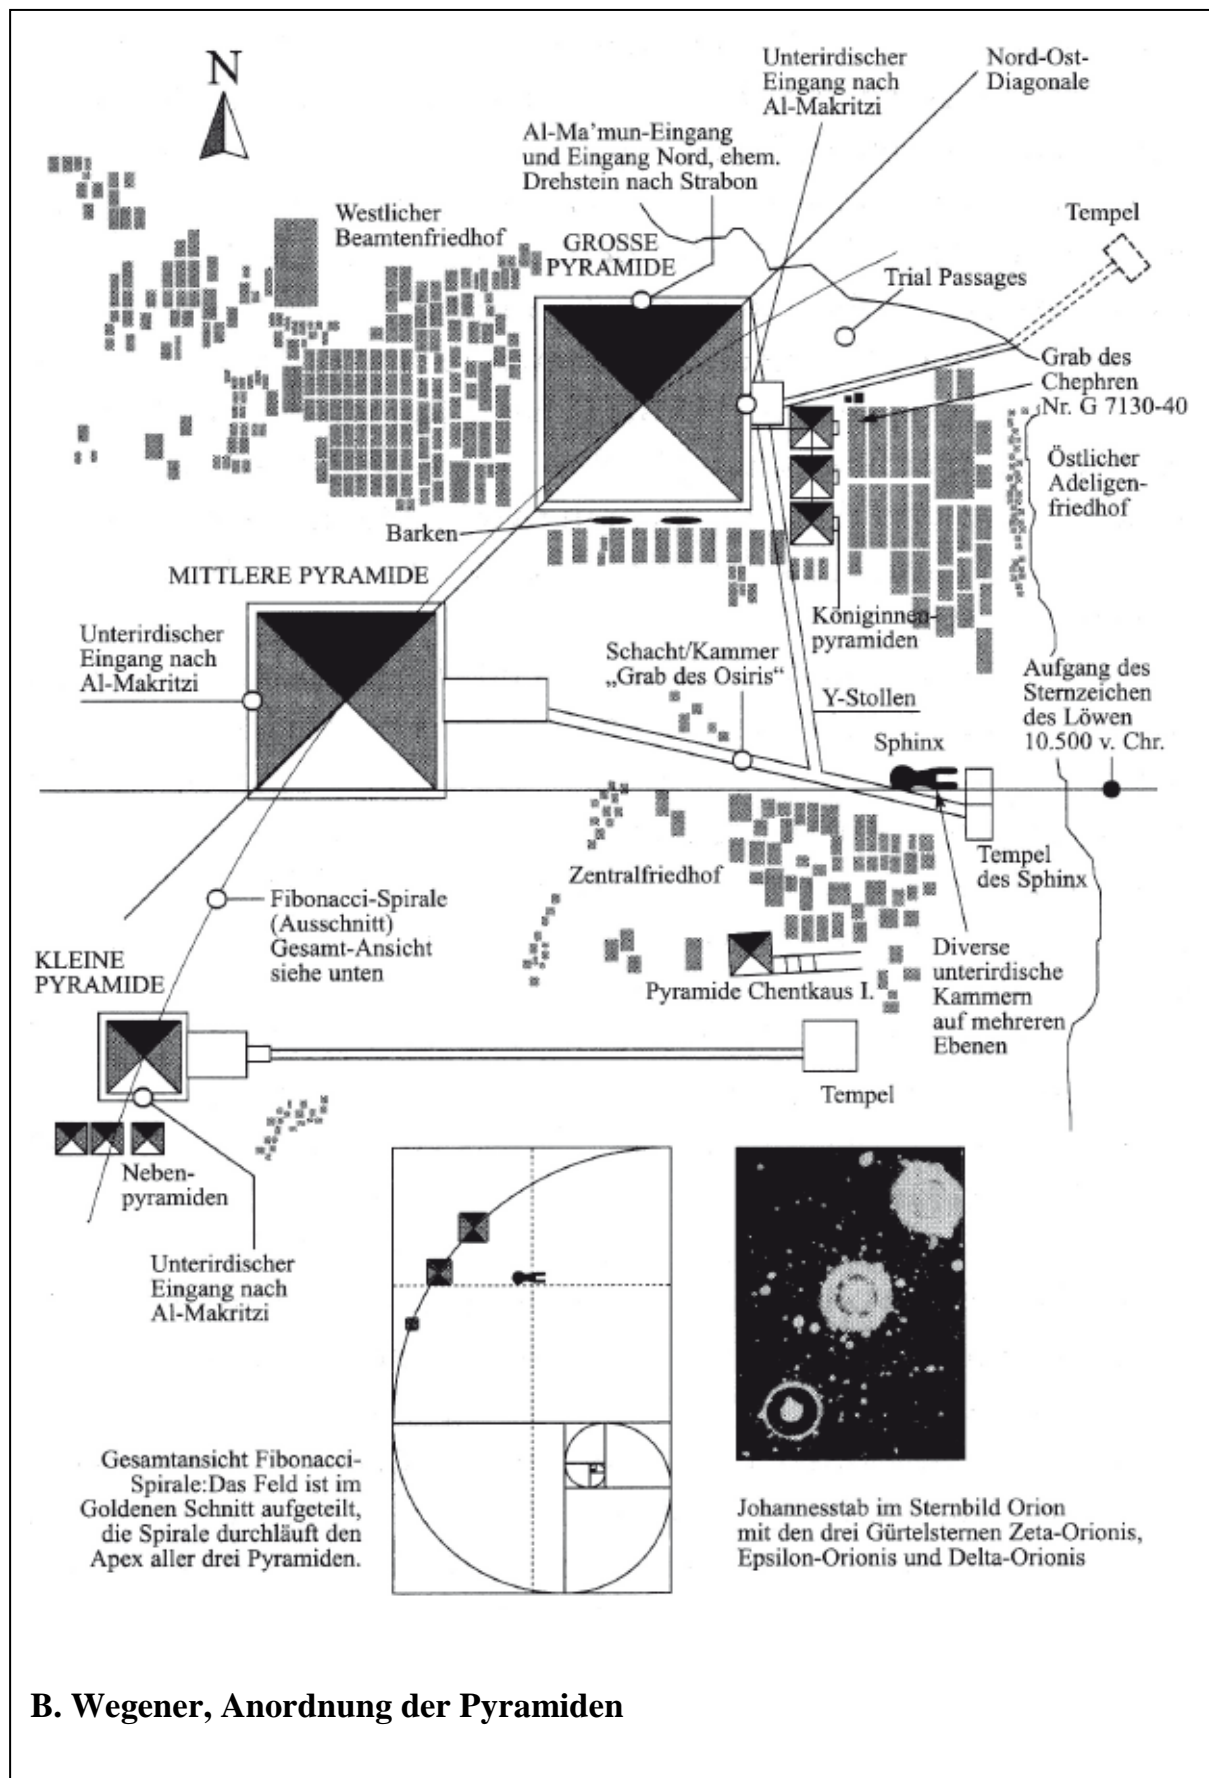 N
Unterirdischer
Eingang nach
Al-Makritzi
Nord-Ost-
Diagonale
Al-Ma'mun-Eingang
und Eingang Nord, ehem.
Drehstein nach Strabon
Westlicher
Beamtenfriedhof
GROSSE
PYRAMIDE
Tempel
Trial Passages
Grab des
Chephren
Nr. G 7130-40
Östlicher
Adeligen-
friedhof
Barken
MITTLERE PYRAMIDE
Unterirdischer
Eingang nach
Al-Makritzi
Schacht/Kammer
„Grab des Osiris“
Königinnen-
pyramiden
Y-Stollen
Aufgang des
Sternzeichen
des Löwen
10.500 v. Chr.
Sphinx
Zentralfriedhof
Tempel
des Sphinx
Fibonacci-Spirale
(Ausschnitt)
Gesamt-Ansicht
siehe unten
KLEINE
PYRAMIDE
Pyramide Chentkaus I.
Diverse
unterirdische
Kammern
auf mehreren
Ebenen
Tempel
Neben-
pyramiden
Unterirdischer
Eingang nach
Al-Makritzi
Gesamtansicht Fibonacci-
Spirale:Das Feld ist im
Goldenen Schnitt aufgeteilt,
die Spirale durchläuft den
Apex aller drei Pyramiden.
Johannesstab im Sternbild Orion
mit den drei Gürtelsternen Zeta-Orionis,
Epsilon-Orionis und Delta-Orionis
B. Wegener, Anordnung der Pyramiden